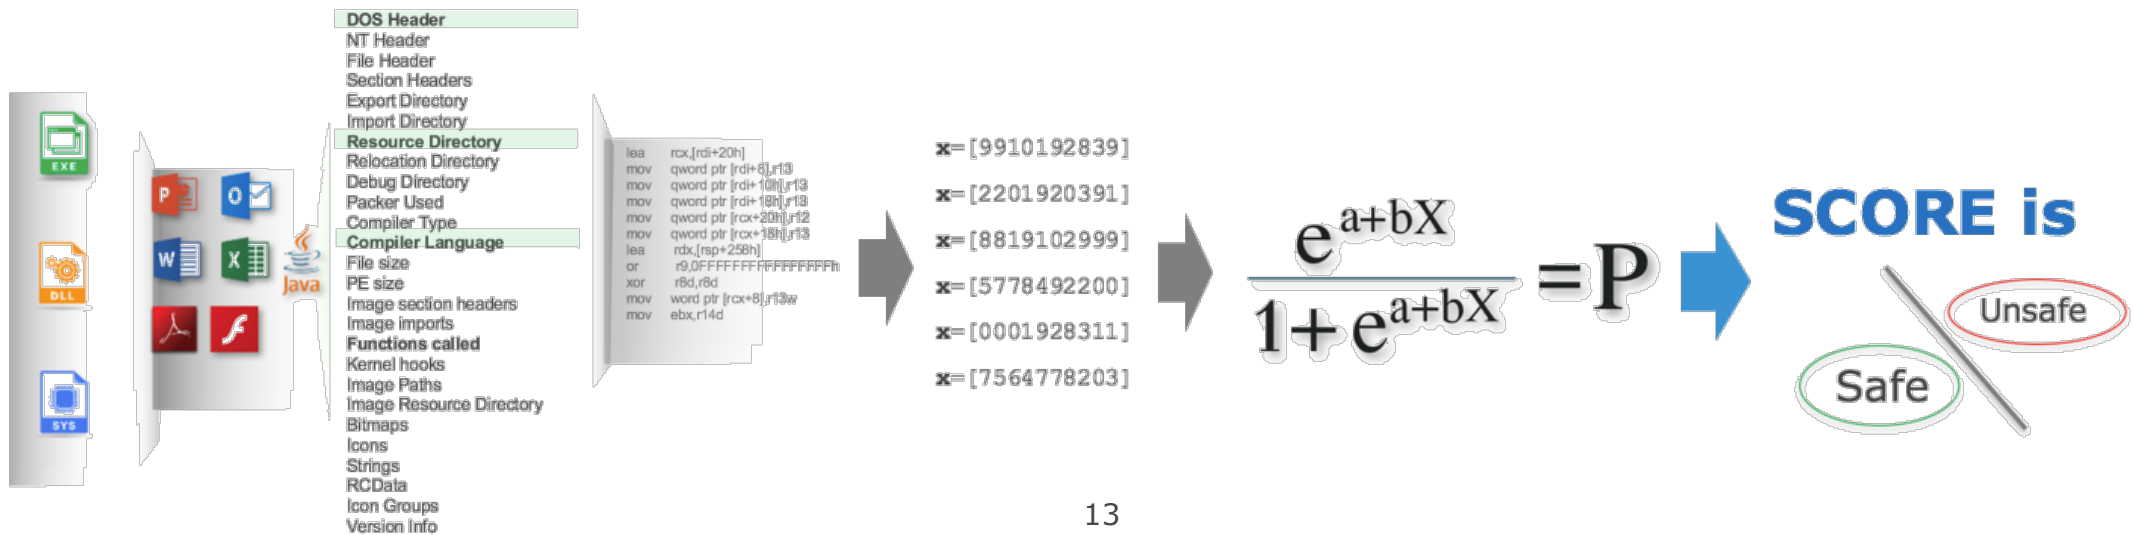 EXE
DLL
SYS
P
O
W
X
Java
DOS Header
NT Header
File Header
Section Headers
Export Directory
Import Directory
Resource Directory
Relocation Directory
Debug Directory
Packer Used
Compiler Type
Compiler Language
File size
PE size
Image section headers
Image imports
Functions called
Kernel hooks
Image Paths
Image Resource Directory
Bitmaps
Icons
Strings
RCData
Icon Groups
Version Info
lea rcx,[rdi+20h]
mov qword ptr [rdi+8],r13
mov qword ptr [rdi+10h],r13
mov qword ptr [rdi+18h],r13
mov qword ptr [rcx+20h],r12
mov qword ptr [rcx+18h],r13
lea rdx,[rsp+258h]
or r9,0FFFFFFFFFFFFFFFFh
xor r8d,r8d
mov word ptr [rcx+8],r13w
mov ebx,r14d
x=[9910192839]
x=[2201920391]
x=[8819102999]
x=[5778492200]
x=[0001928311]
x=[7564778203]
e a+bX
1+e a+bX
=P
SCORE is
Unsafe
Safe
13